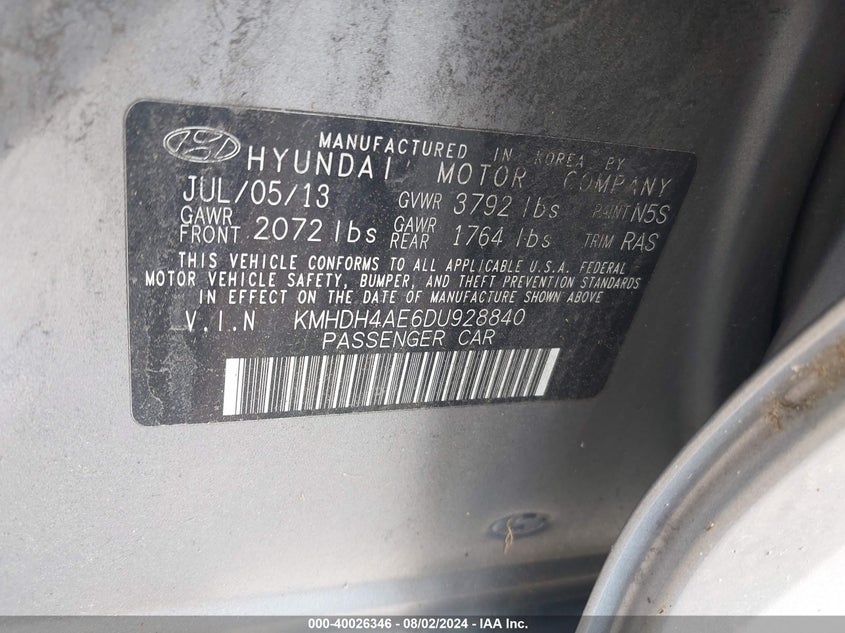 MANUFACTURED IN KOREA BY
HYUNDAI MOTOR COMPANY
JUL/05/13 GVWR 3792 lbs PAINT N5S
GAWR FRONT 2072 lbs GAWR REAR 1764 lbs TRIM RAS
THIS VEHICLE CONFORMS TO ALL APPLICABLE U.S.A. FEDERAL
MOTOR VEHICLE SAFETY, BUMPER, AND THEFT PREVENTION STANDARDS
IN EFFECT ON THE DATE OF MANUFACTURE SHOWN ABOVE
V.I.N KMHDH4AE6DU928840
PASSENGER CAR
000-40026346 - 08/02/2024 - IAA Inc.